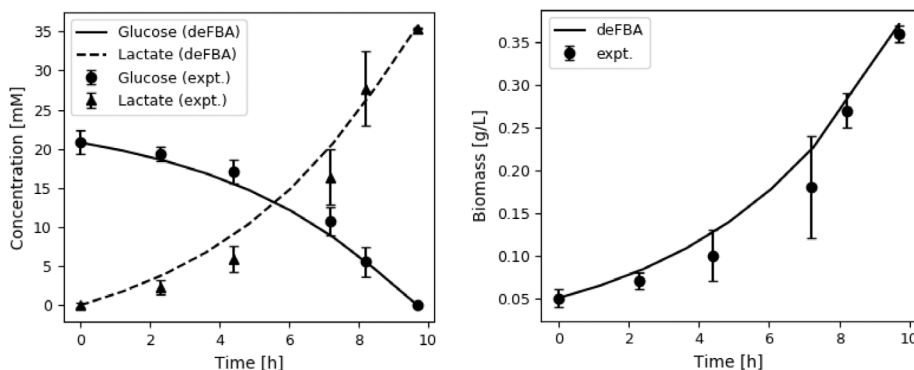 Glucose (deFBA)
Lactate (deFBA)
Glucose (expt.)
Lactate (expt.)
Concentration [mM]
35
30
25
20
15
10
5
0
0 2 4 6 8 10
Time [h]
deFBA
expt.
Biomass [g/L]
0.35
0.30
0.25
0.20
0.15
0.10
0.05
0 2 4 6 8 10
Time [h]